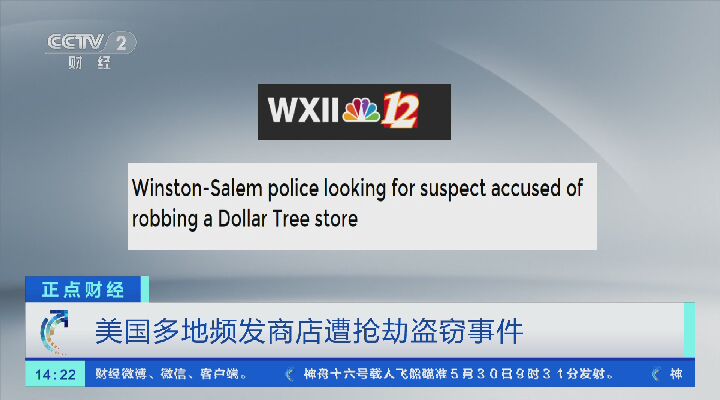 CCTV 2
财 经
WXII 12
Winston-Salem police looking for suspect accused of
robbing a Dollar Tree store
正点财经
美国多地频发商店遭抢劫盗窃事件
14:22 财经微博、微信、客户端。 神舟十六号载人飞船瞄准5月30日9时31分发射。 神